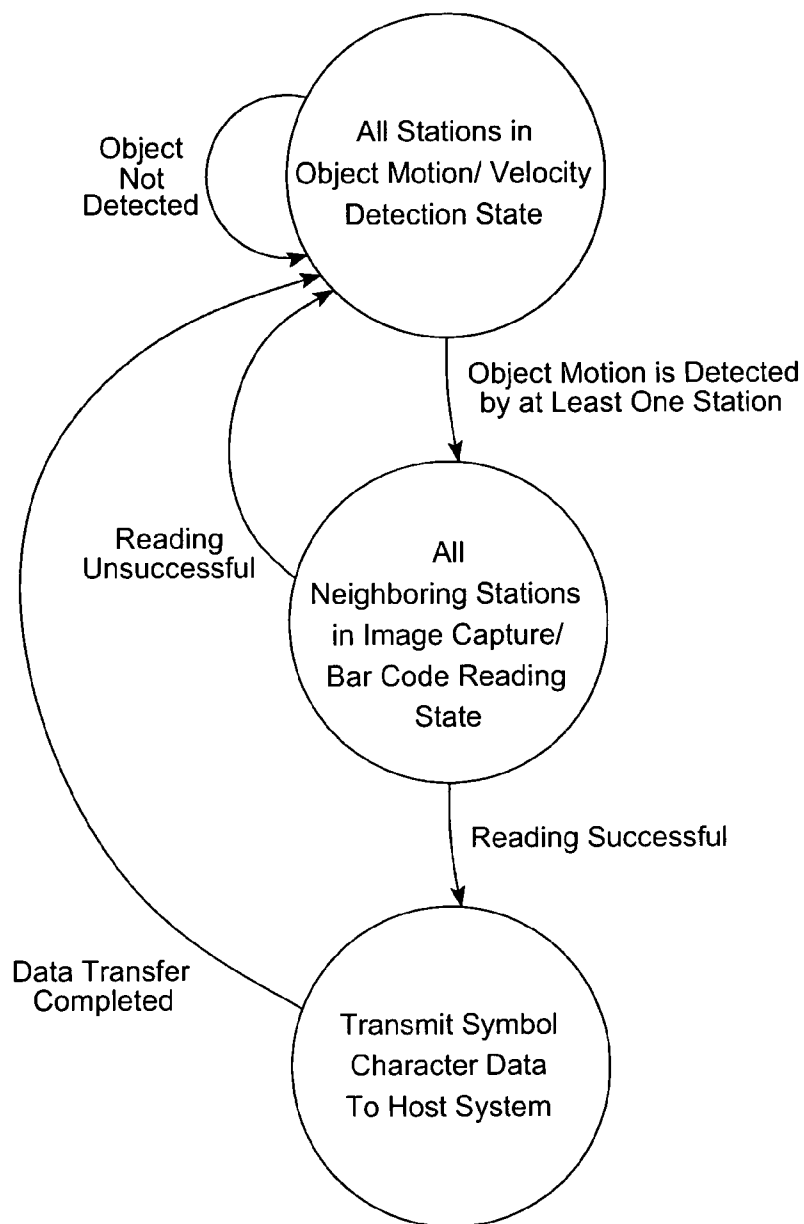 All Stations in
Object Motion/ Velocity
Detection State
Object
Not
Detected
Object Motion is Detected
by at Least One Station
Reading
Unsuccessful
All
Neighboring Stations
in Image Capture/
Bar Code Reading
State
Reading Successful
Data Transfer
Completed
Transmit Symbol
Character Data
To Host System